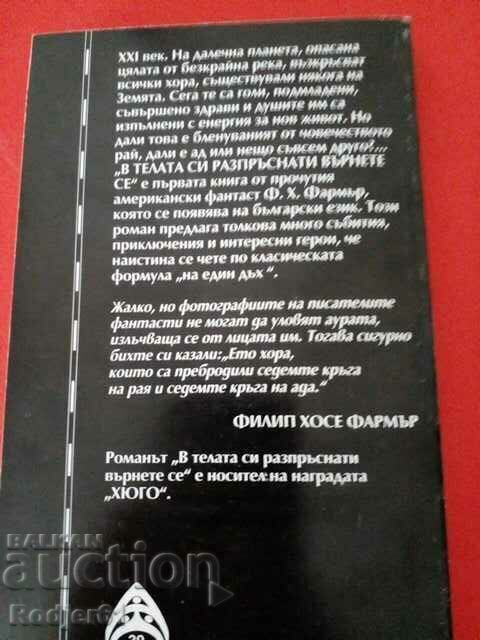 XXI век. На далечна планета, опасана
цялата от безкрайна река, възкръсват
всички хора, съществували някога на
Земята. Сега те са голи, подмладени,
съвършено здрави и душите им са
изпълнени с енергия за нов живот. Но
дали това е бленуваният от човечеството
рай, дали е ад или нещо съвсем друго?...
„В ТЕЛАТА СИ РАЗПРЪСНАТИ ВЪРНЕТЕ
СЕ" е първата книга от прочутия
американски фантаст Ф. Х. Фармър,
която се появява на български език. Този
роман предлага толкова много събития,
приключения и интересни герои, че
наистина се чете по класическата
формула „на един дъх".
Жалко, но фотографиите на писателите
фантасти не могат да уловят аурата,
излъчваща се от лицата им. Тогава сигурно
бихте си казали:„Ето хора,
които са пребродили седемте кръга
на рая и седемте кръга на ада."
ФИЛИП ХОСЕ ФАРМЪР
Романът „В телата си разпръснати
върнете се" е носител на наградата
„ХЮГО".
BALKAN
auction
Rodjer64
20